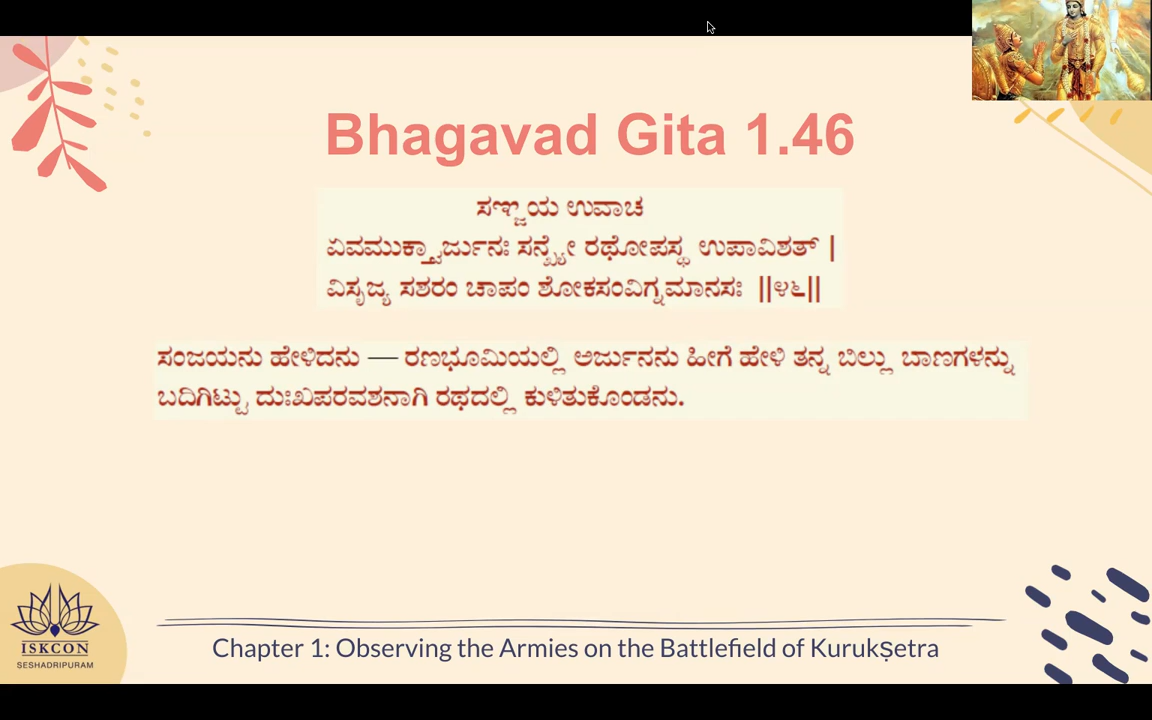 Bhagavad Gita 1.46
ಸಞ್ಜಯ ಉವಾಚ
ಏವಮುಕ್ತ್ವಾರ್ಜುನಃ ಸನ್ಖ್ಯೇ ರಥೋಪಸ್ಥ ಉಪಾವಿಶತ್ |
ವಿಸೃಜ್ಯ ಸಶರಂ ಚಾಪಂ ಶೋಕಸಂವಿಗ್ನಮಾನಸಃ ||೪೬||
ಸಂಜಯನು ಹೇಳಿದನು — ರಣಭೂಮಿಯಲ್ಲಿ ಅರ್ಜುನನು ಹೀಗೆ ಹೇಳಿ ತನ್ನ ಬಿಲ್ಲು ಬಾಣಗಳನ್ನು
ಬದಿಗಿಟ್ಟು ದುಃಖಪರವಶನಾಗಿ ರಥದಲ್ಲಿ ಕುಳಿತುಕೊಂಡನು.
ISKCON
SESHADRIPURAM
Chapter 1: Observing the Armies on the Battlefield of Kurukṣetra